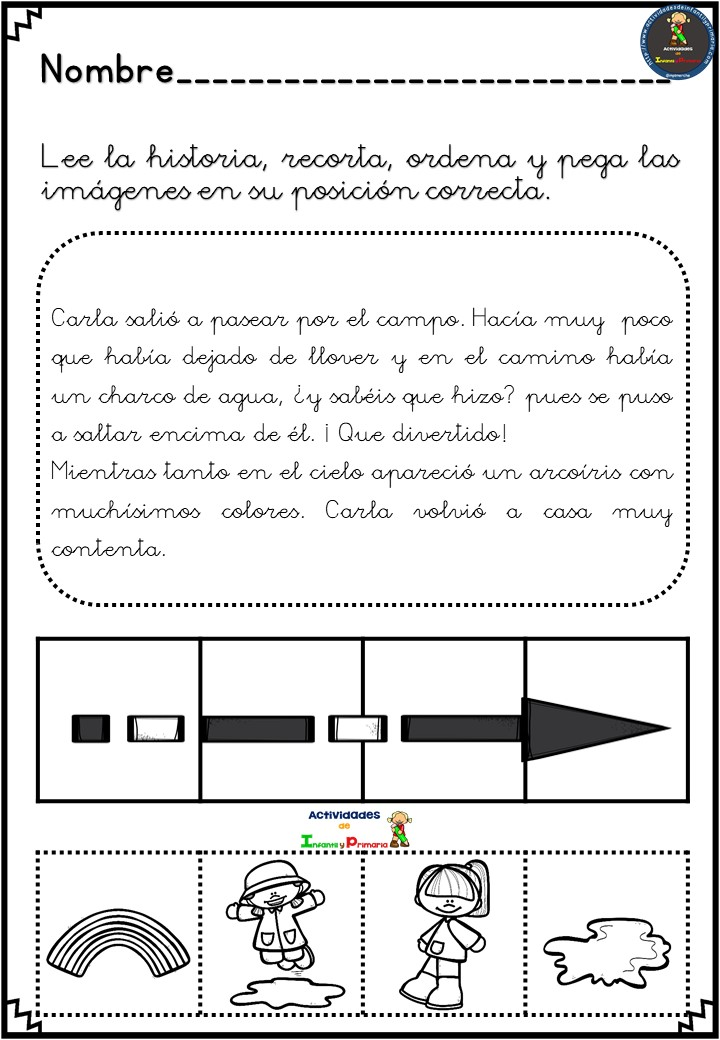 Nombre____________________________
Lee la historia, recorta, ordena y pega las
imágenes en su posición correcta.
Carla salió a pasear por el campo. Hacía muy poco
que había dejado de llover y en el camino había
un charco de agua, ¿y sabéis que hizo? pues se puso
a saltar encima de él. ¡ Que divertido!
Mientras tanto en el cielo apareció un arcoíris con
muchísimos colores. Carla volvió a casa muy
contenta.
Actividades
de
Infantil y Primaria